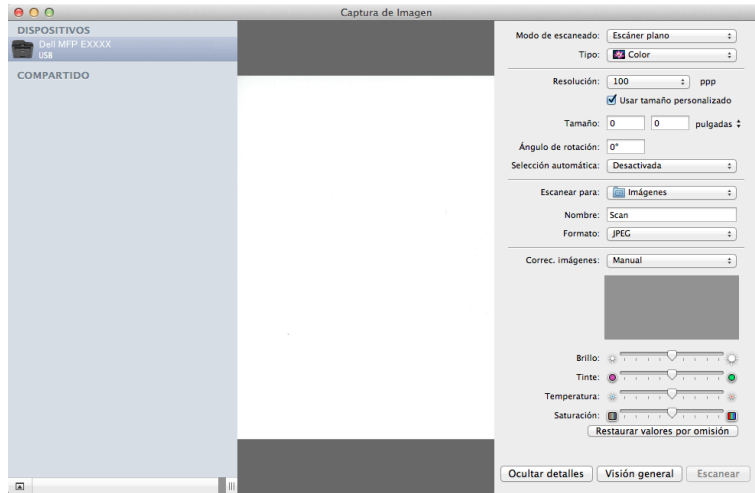 Captura de Imagen
DISPOSITIVOS
Dell MFP EXXXX
USB
COMPARTIDO
Modo de escaneado: Escáner plano
Tipo: Color
Resolución: 100 ppp
Usar tamaño personalizado
Tamaño: 0 0 pulgadas
Ángulo de rotación: 0°
Selección automática: Desactivada
Escanear para: Imágenes
Nombre: Scan
Formato: JPEG
Correc. imágenes: Manual
Brillo:
Tinte:
Temperatura:
Saturación:
Restaurar valores por omisión
Ocultar detalles Visión general Escanear